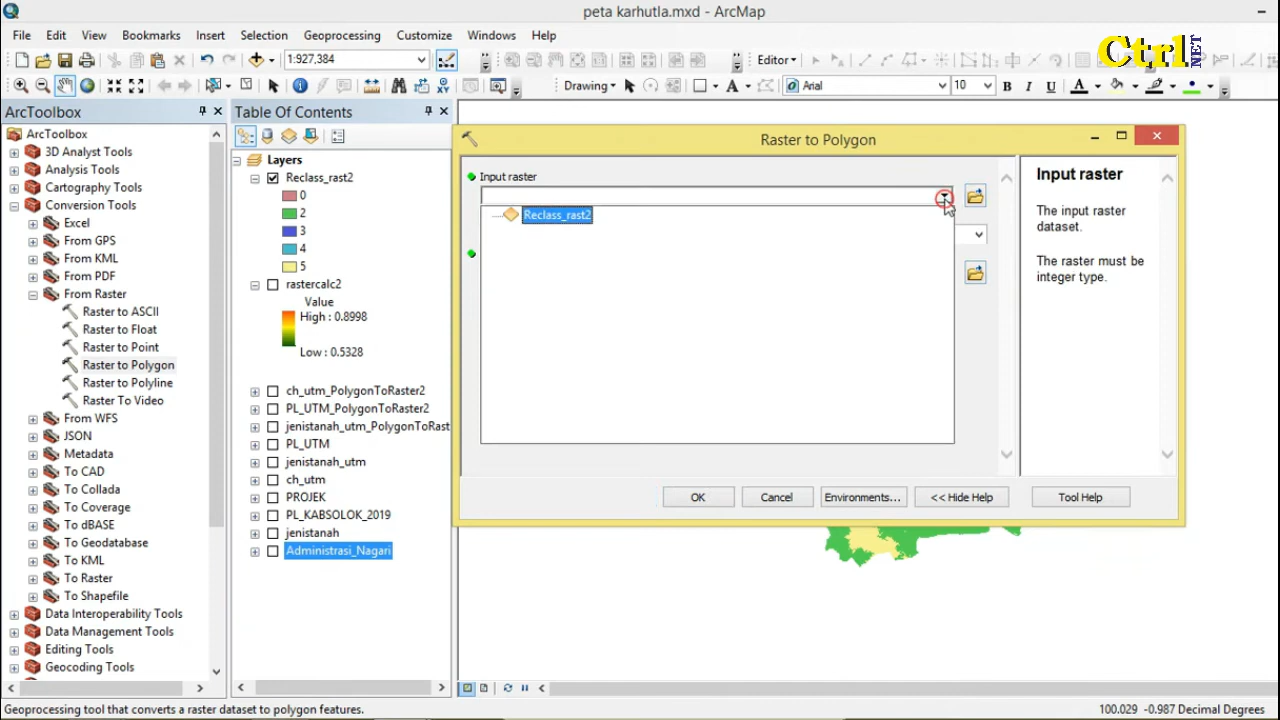 peta karhutla.mxd - ArcMap
File Edit View Bookmarks Insert Selection Geoprocessing Customize Windows Help
1:927,384
Editor
Ctrl.NET
Drawing
Arial
10
B I U A
ArcToolbox
ArcToolbox
3D Analyst Tools
Analysis Tools
Cartography Tools
Conversion Tools
Excel
From GPS
From KML
From PDF
From Raster
Raster to ASCII
Raster to Float
Raster to Point
Raster to Polygon
Raster to Polyline
Raster To Video
From WFS
JSON
Metadata
To CAD
To Collada
To Coverage
To dBASE
To Geodatabase
To KML
To Raster
To Shapefile
Data Interoperability Tools
Data Management Tools
Editing Tools
Geocoding Tools
Table Of Contents
Layers
Reclass_rast2
0
2
3
4
5
rastercalc2
Value
High : 0.8998
Low : 0.5328
ch_utm_PolygonToRaster2
PL_UTM_PolygonToRaster2
jenistanah_utm_PolygonToRast
PL_UTM
jenistanah_utm
ch_utm
PROJEK
PL_KABSOLOK_2019
jenistanah
Administrasi_Nagari
Raster to Polygon
Input raster
Reclass_rast2
OK
Cancel
Environments...
<< Hide Help
Tool Help
Input raster
The input raster
dataset.
The raster must be
integer type.
Geoprocessing tool that converts a raster dataset to polygon features.
100.029 -0.987 Decimal Degrees